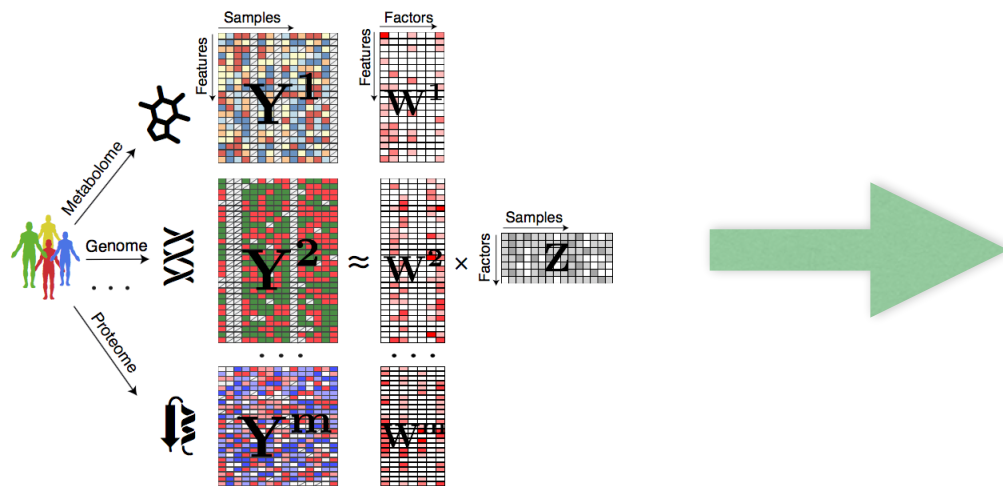 Samples
Features
Y¹
Factors
Features
W¹
Metabolome
Genome
. . .
Proteome
Y²
≈
W²
×
Samples
Factors
Z
. . .
. . .
Yᵐ
Wᵐ